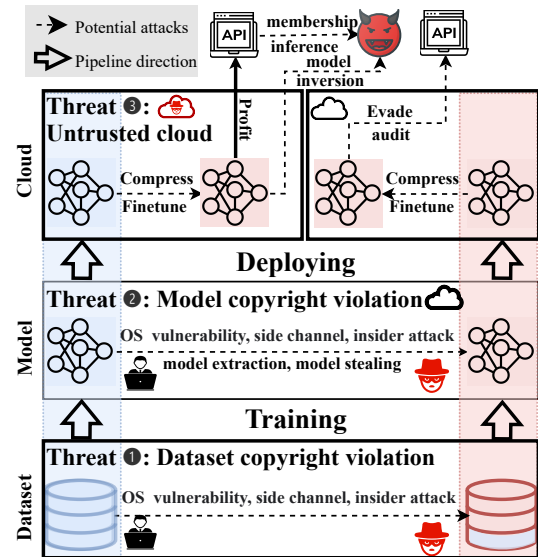 Potential attacks
Pipeline direction
API
membership
inference
model
inversion
API
Threat ❸:
Untrusted cloud
Profit
Evade
audit
Compress
Finetune
Compress
Finetune
Cloud
Deploying
Threat ❷: Model copyright violation
OS vulnerability, side channel, insider attack
model extraction, model stealing
Model
Training
Threat ❶: Dataset copyright violation
OS vulnerability, side channel, insider attack
Dataset